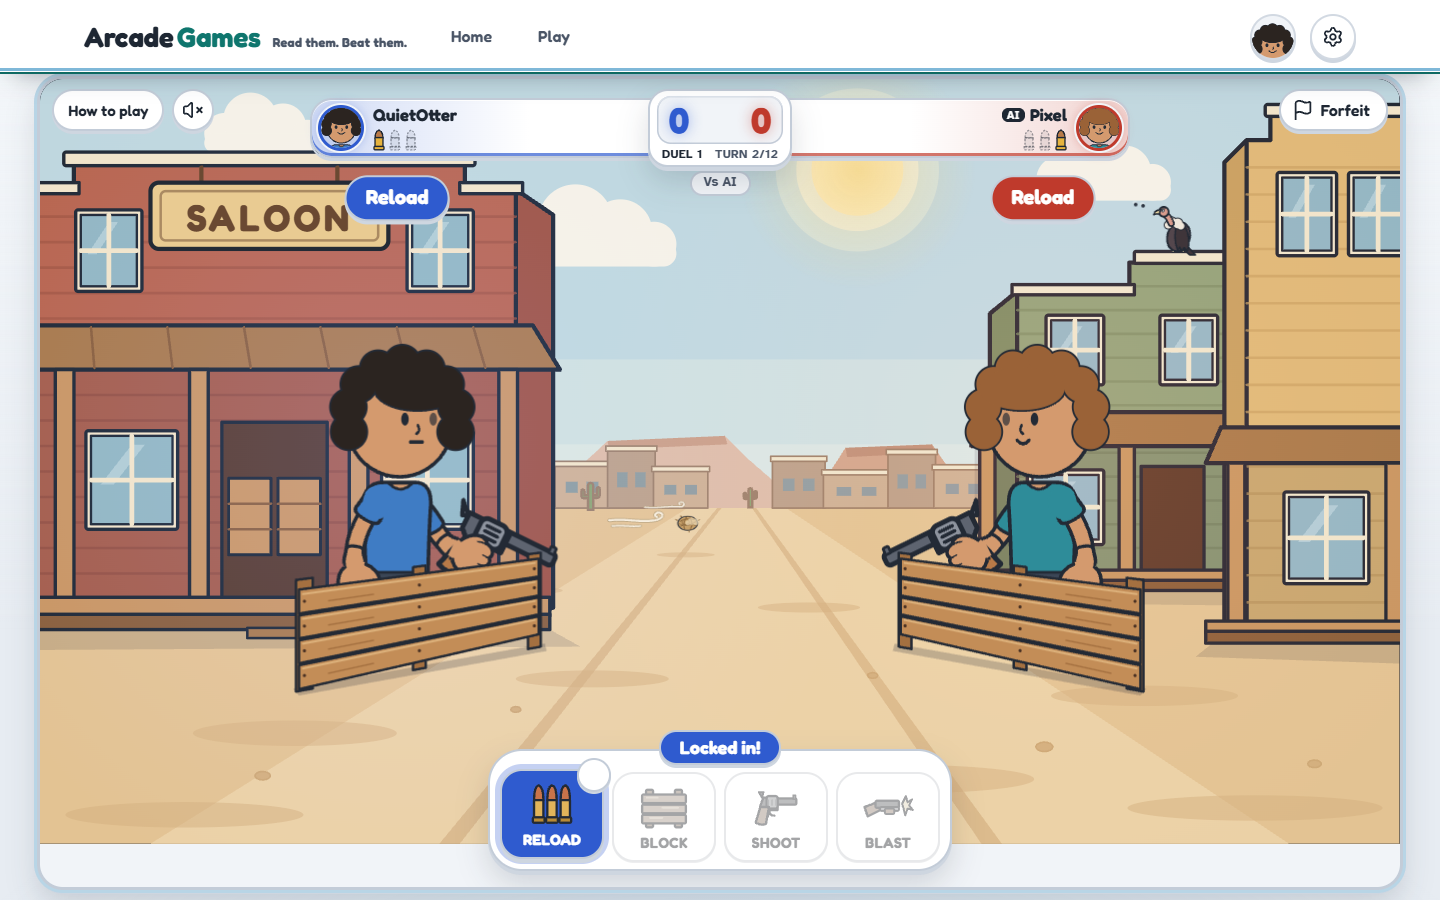 Arcade Games Read them. Beat them. Home Play
How to play
QuietOtter
0 0
DUEL 1 TURN 2/12
AI Pixel
Forfeit
Vs AI
SALOON
Reload
Reload
Locked in!
RELOAD
BLOCK
SHOOT
BLAST